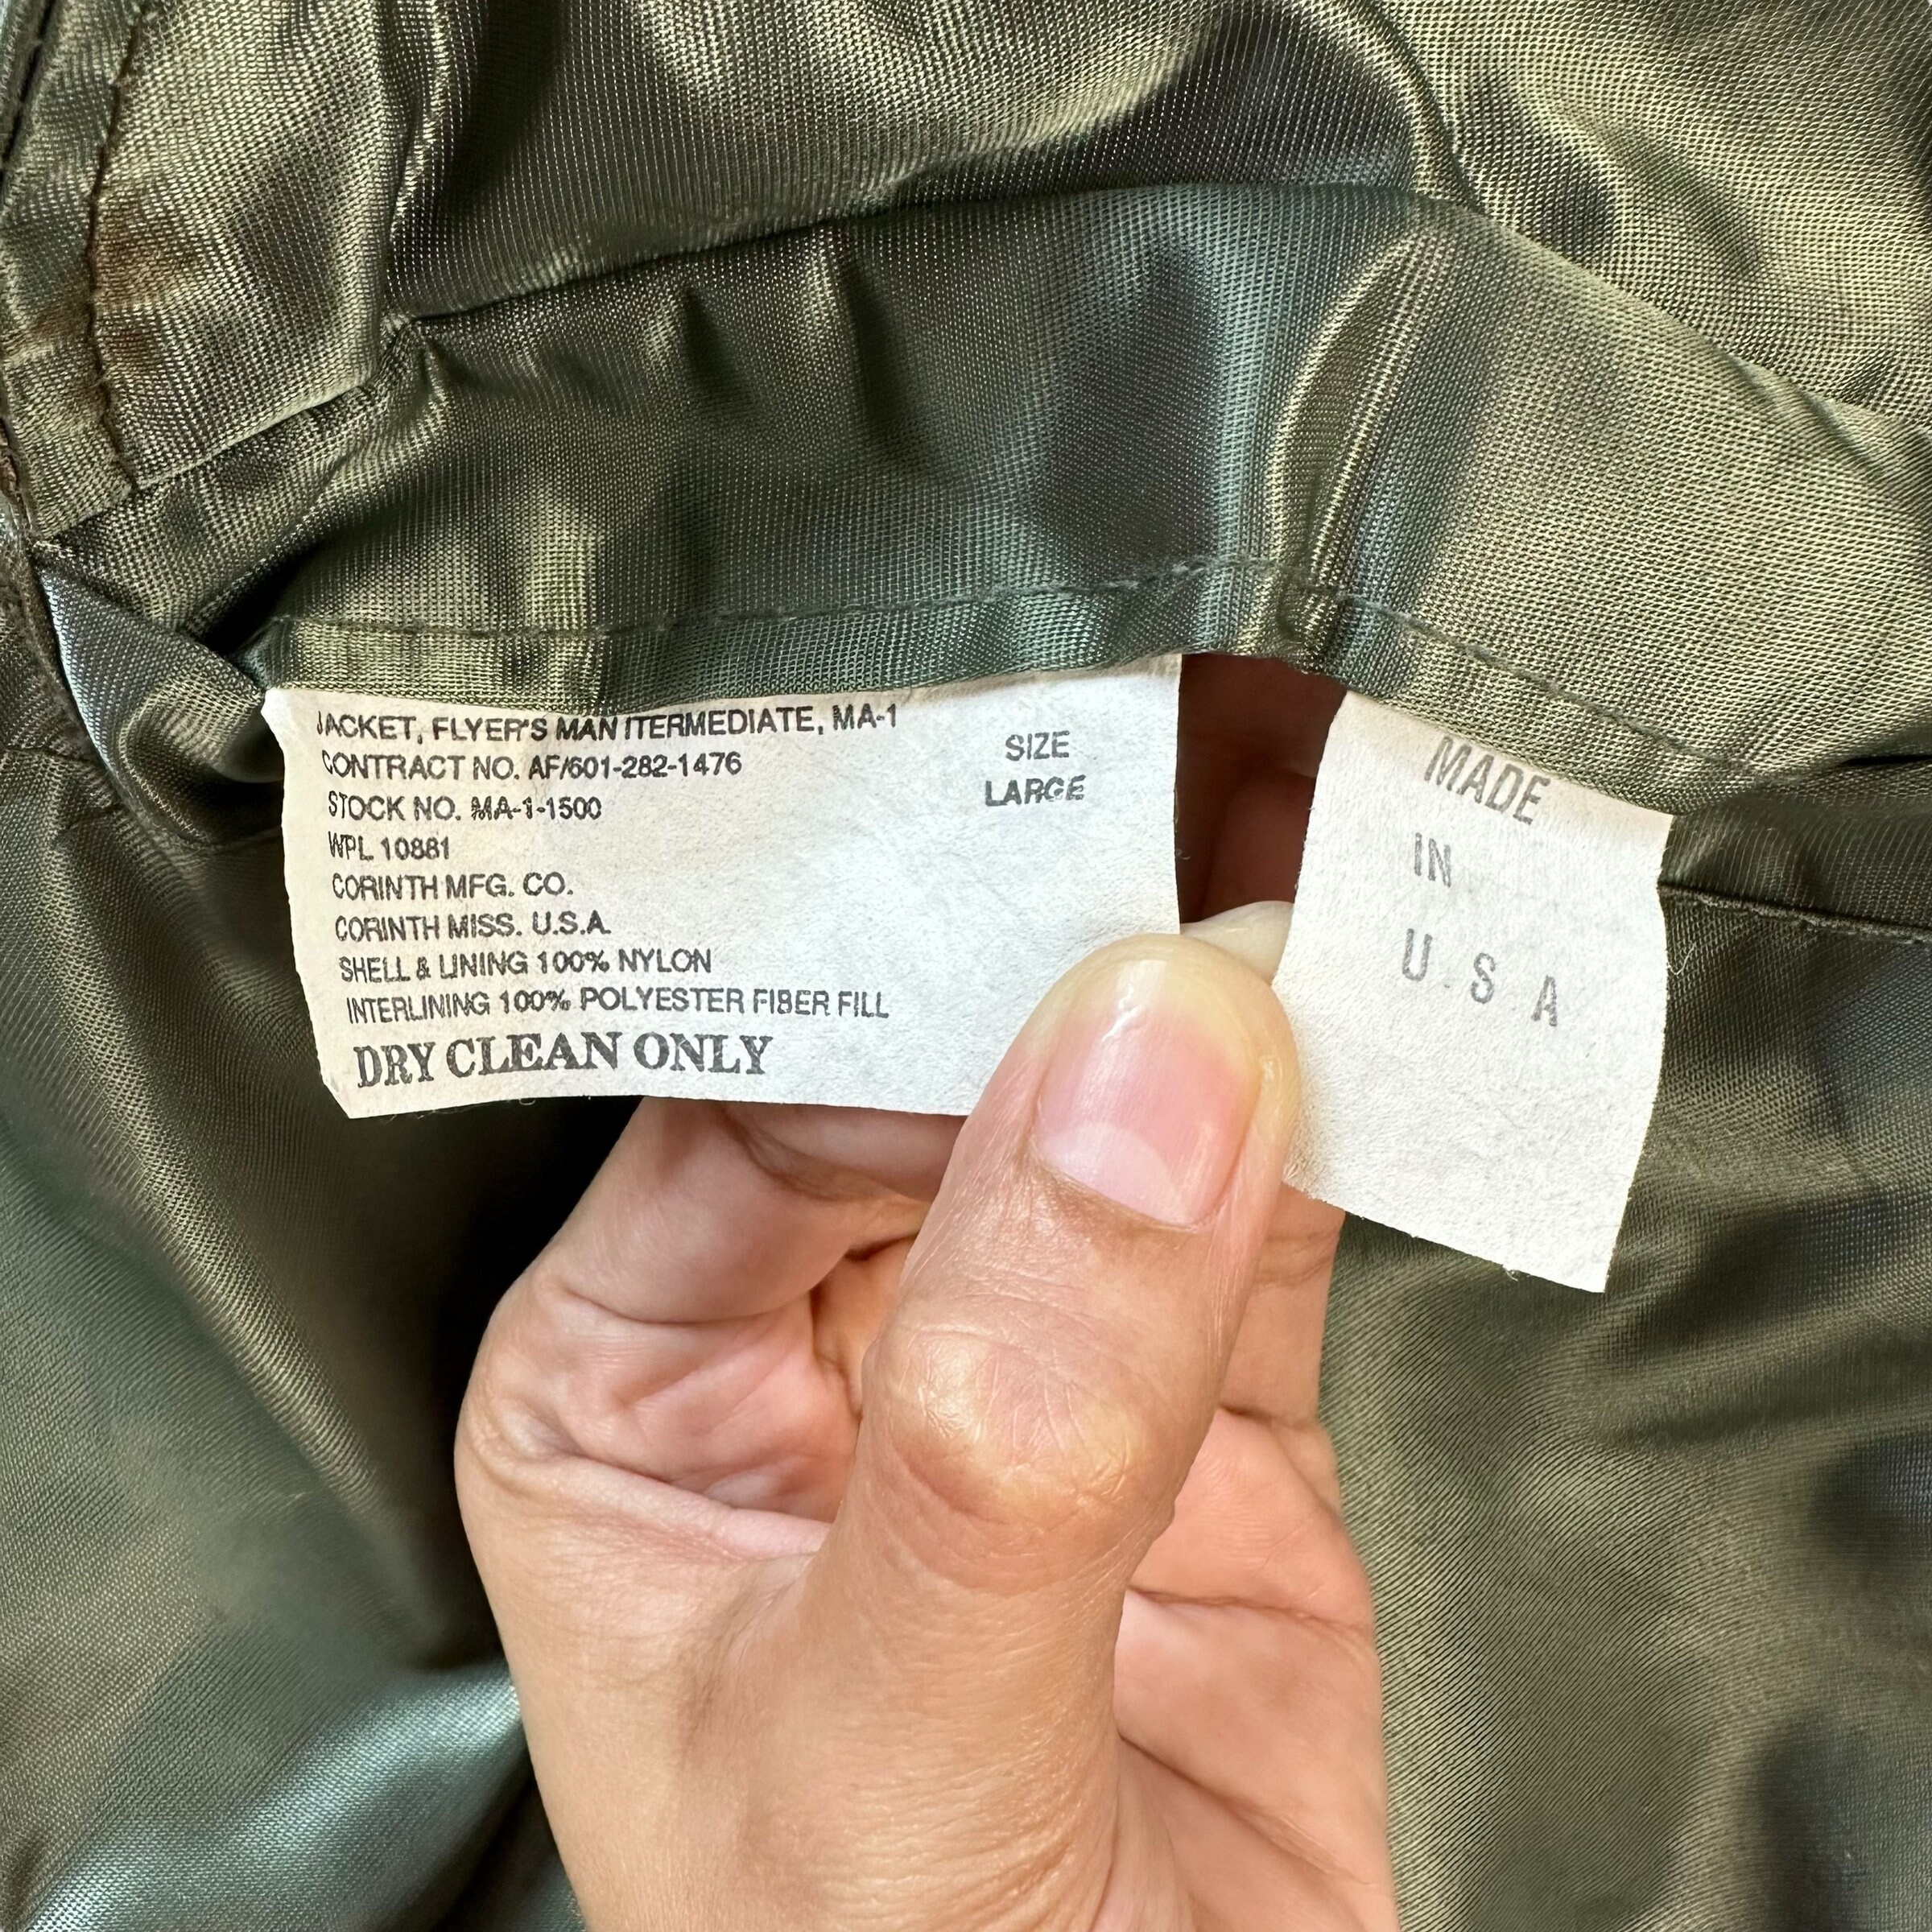 JACKET, FLYER'S MAN ITERMEDIATE, MA-1
CONTRACT NO. AF/601-282-1476
STOCK NO. MA-1-1500
WPL 10881
CORINTH MFG. CO.
CORINTH MISS. U.S.A.
SHELL & LINING 100% NYLON
INTERLINING 100% POLYESTER FIBER FILL
DRY CLEAN ONLY
SIZE
LARGE
MADE
IN
U.S A